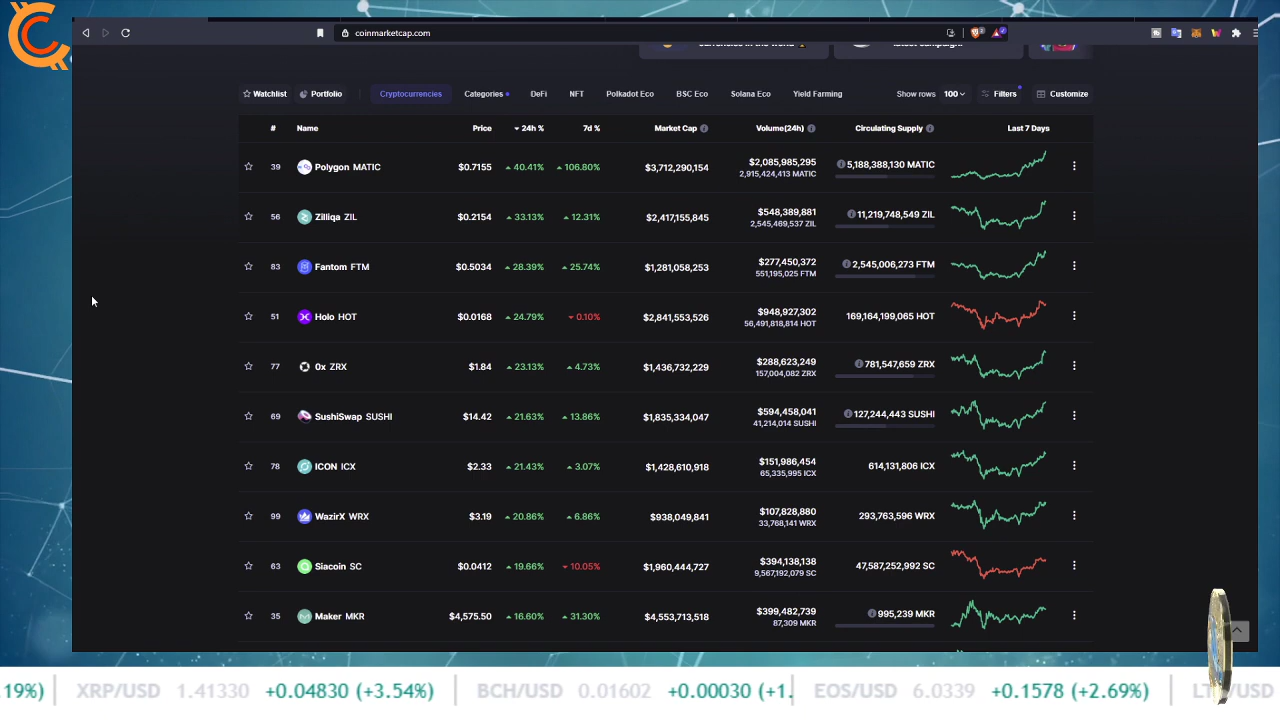 coinmarketcap.com
currencies in the world
latest campaign!
Watchlist Portfolio Cryptocurrencies Categories DeFi NFT Polkadot Eco BSC Eco Solana Eco Yield Farming Show rows 100 Filters Customize
# Name Price 24h % 7d % Market Cap Volume(24h) Circulating Supply Last 7 Days
39 Polygon MATIC $0.7155 40.41% 106.80% $3,712,290,154 $2,085,985,295 5,188,388,130 MATIC
2,915,424,413 MATIC
56 Zilliqa ZIL $0.2154 33.13% 12.31% $2,417,155,845 $548,389,881 11,219,748,549 ZIL
2,545,469,537 ZIL
83 Fantom FTM $0.5034 28.39% 25.74% $1,281,058,253 $277,450,372 2,545,006,273 FTM
551,195,025 FTM
51 Holo HOT $0.0168 24.79% 0.10% $2,841,553,526 $948,927,302 169,164,199,065 HOT
56,491,818,814 HOT
77 0x ZRX $1.84 23.13% 4.73% $1,436,732,229 $288,623,249 781,547,659 ZRX
157,004,082 ZRX
69 SushiSwap SUSHI $14.42 21.63% 13.86% $1,835,334,047 $594,458,041 127,244,443 SUSHI
41,214,014 SUSHI
78 ICON ICX $2.33 21.43% 3.07% $1,428,610,918 $151,986,454 614,131,806 ICX
65,335,995 ICX
99 WazirX WRX $3.19 20.86% 6.86% $938,049,841 $107,828,880 293,763,596 WRX
33,768,141 WRX
63 Siacoin SC $0.0412 19.66% 10.05% $1,960,444,727 $394,138,138 47,587,252,992 SC
9,567,192,079 SC
35 Maker MKR $4,575.50 16.60% 31.30% $4,553,713,518 $399,482,739 995,239 MKR
87,309 MKR
19%) XRP/USD 1.41330 +0.04830 (+3.54%) BCH/USD 0.01602 +0.00030 (+1. EOS/USD 6.0339 +0.1578 (+2.69%) /USD